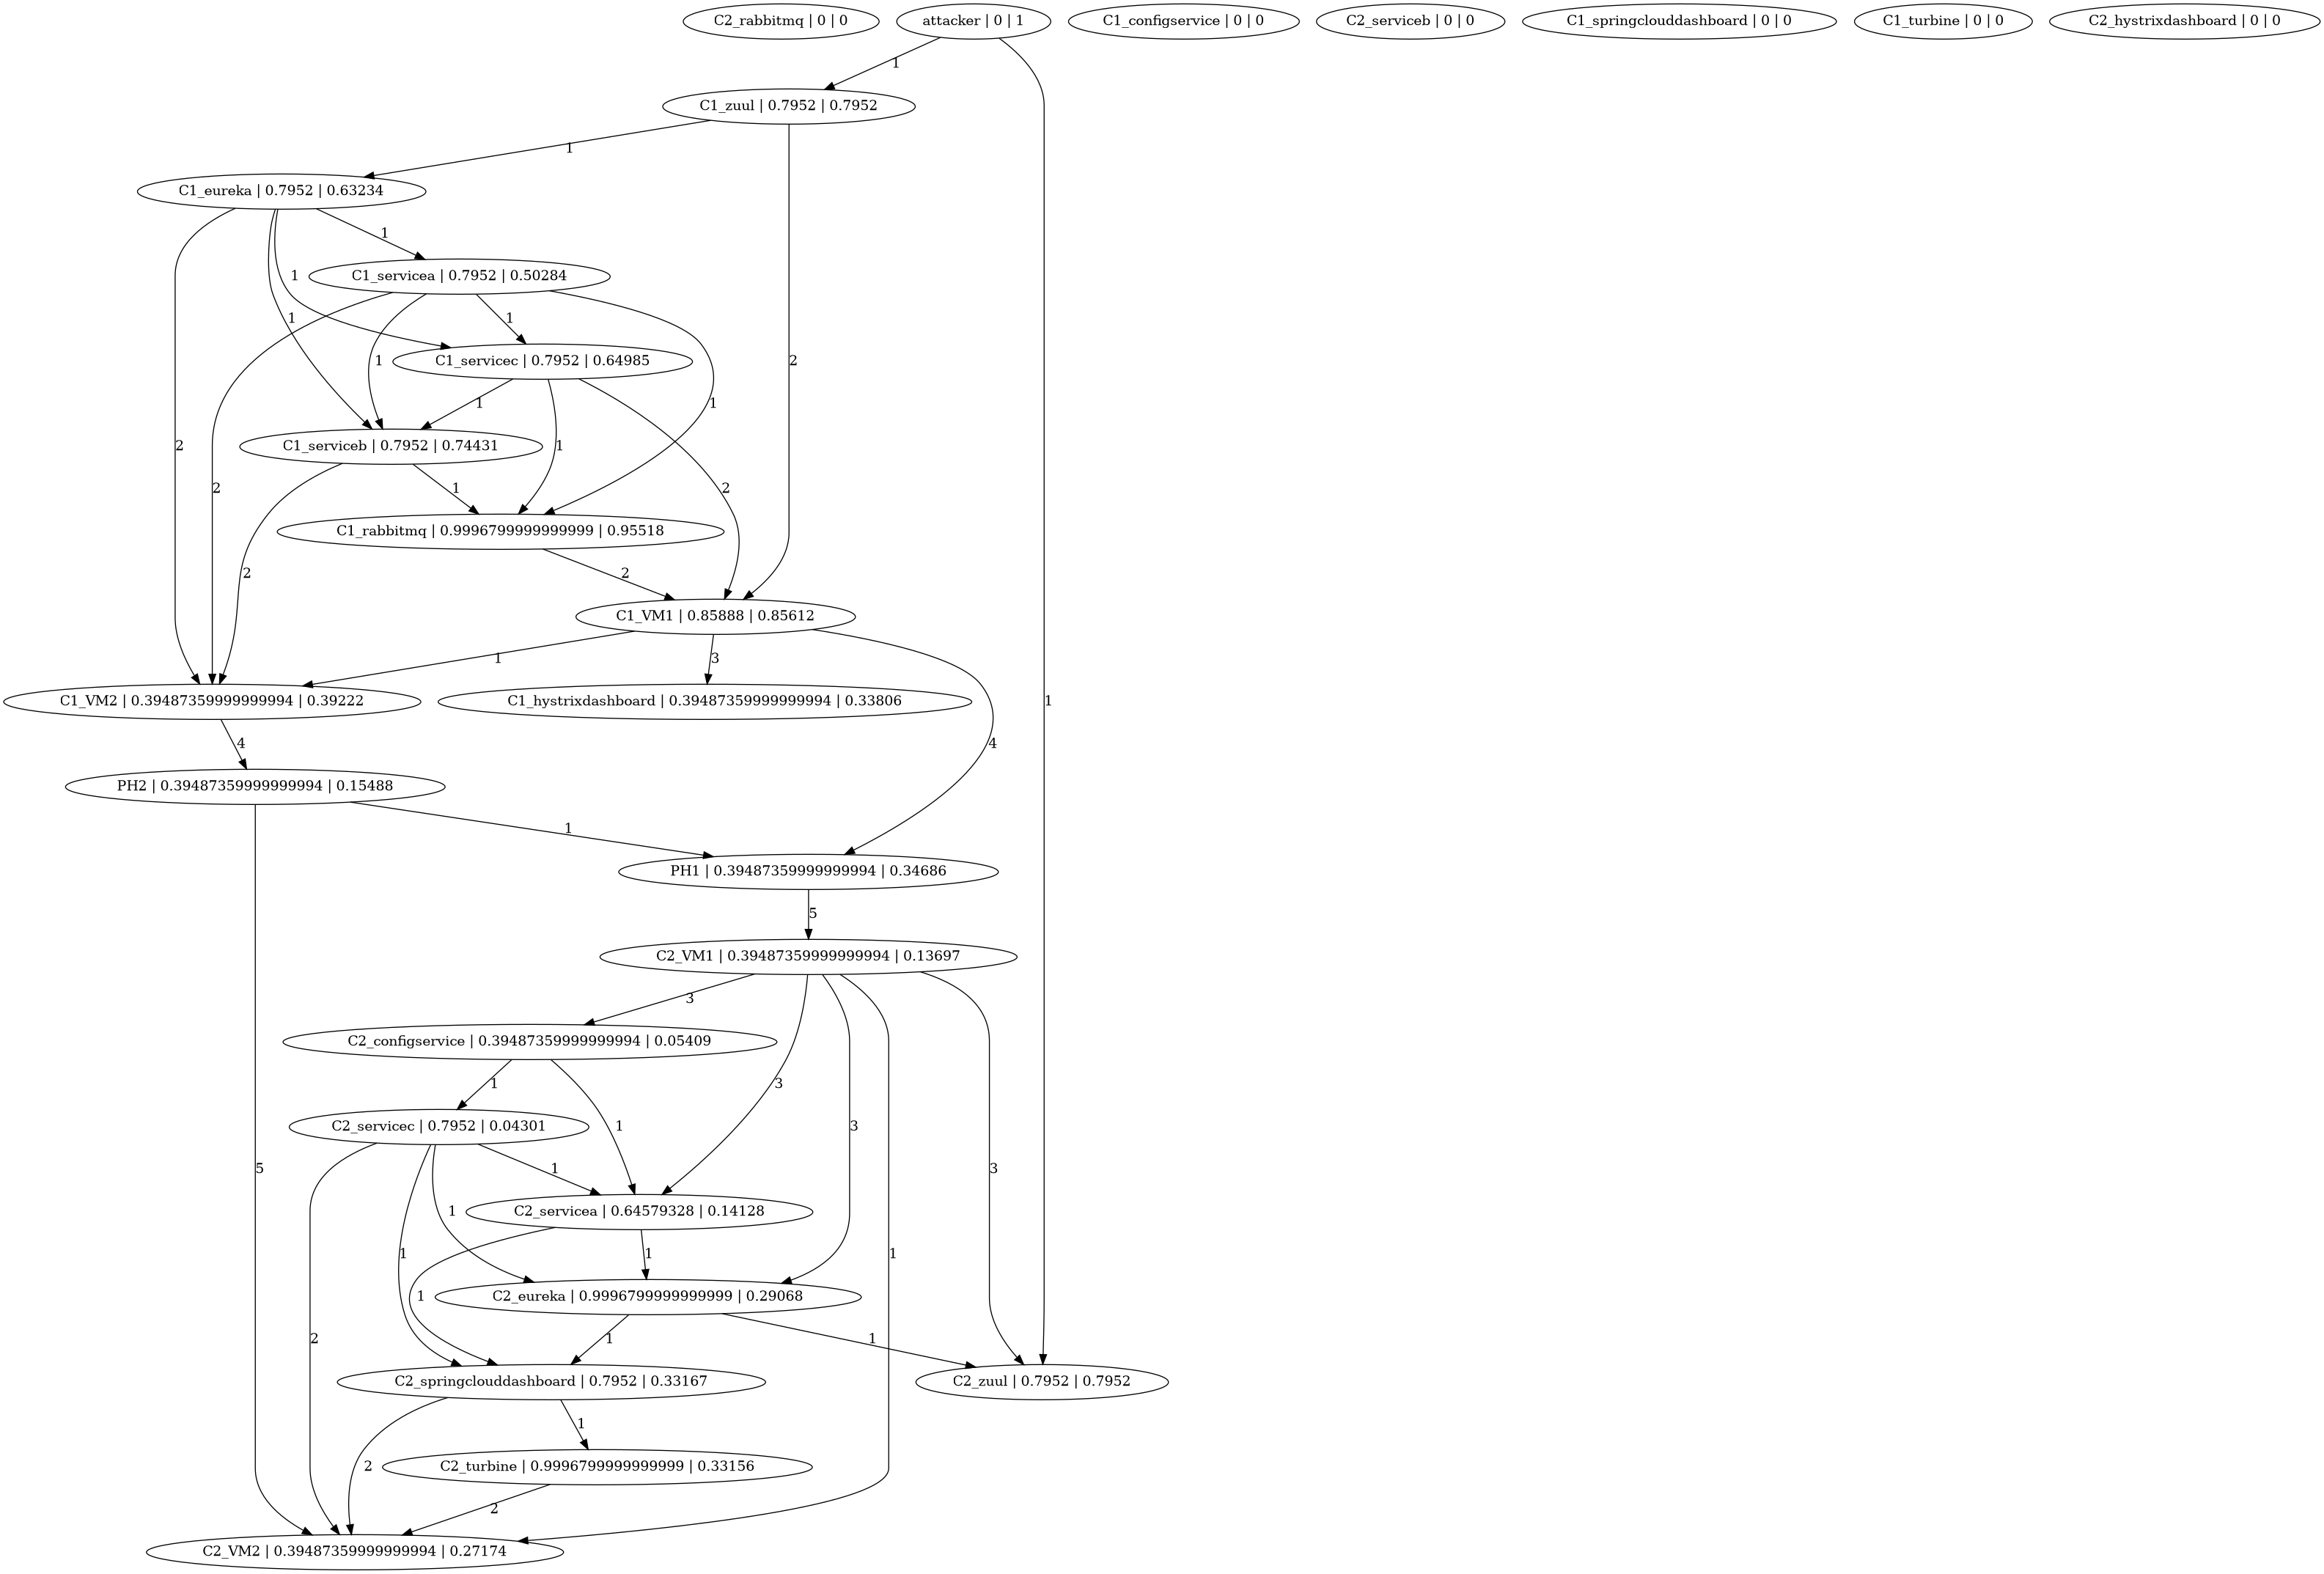 C2_rabbitmq | 0 | 0
attacker | 0 | 1
C1_configservice | 0 | 0
C2_serviceb | 0 | 0
C1_springclouddashboard | 0 | 0
C1_turbine | 0 | 0
C2_hystrixdashboard | 0 | 0
1
C1_zuul | 0.7952 | 0.7952
1
C1_eureka | 0.7952 | 0.63234
1
C1_servicea | 0.7952 | 0.50284
1
1
1
1
2
C1_servicec | 0.7952 | 0.64985
1
1
C1_serviceb | 0.7952 | 0.74431
2
1
2
2
1
2
C1_rabbitmq | 0.9996799999999999 | 0.95518
2
2
C1_VM1 | 0.85888 | 0.85612
1
3
C1_VM2 | 0.39487359999999994 | 0.39222
C1_hystrixdashboard | 0.39487359999999994 | 0.33806
1
4
4
PH2 | 0.39487359999999994 | 0.15488
1
PH1 | 0.39487359999999994 | 0.34686
5
C2_VM1 | 0.39487359999999994 | 0.13697
3
C2_configservice | 0.39487359999999994 | 0.05409
1
3
1
3
C2_servicec | 0.7952 | 0.04301
5
1
3
C2_servicea | 0.64579328 | 0.14128
1
1
1
1
C2_eureka | 0.9996799999999999 | 0.29068
1
2
1
1
C2_springclouddashboard | 0.7952 | 0.33167
C2_zuul | 0.7952 | 0.7952
1
2
C2_turbine | 0.9996799999999999 | 0.33156
2
C2_VM2 | 0.39487359999999994 | 0.27174